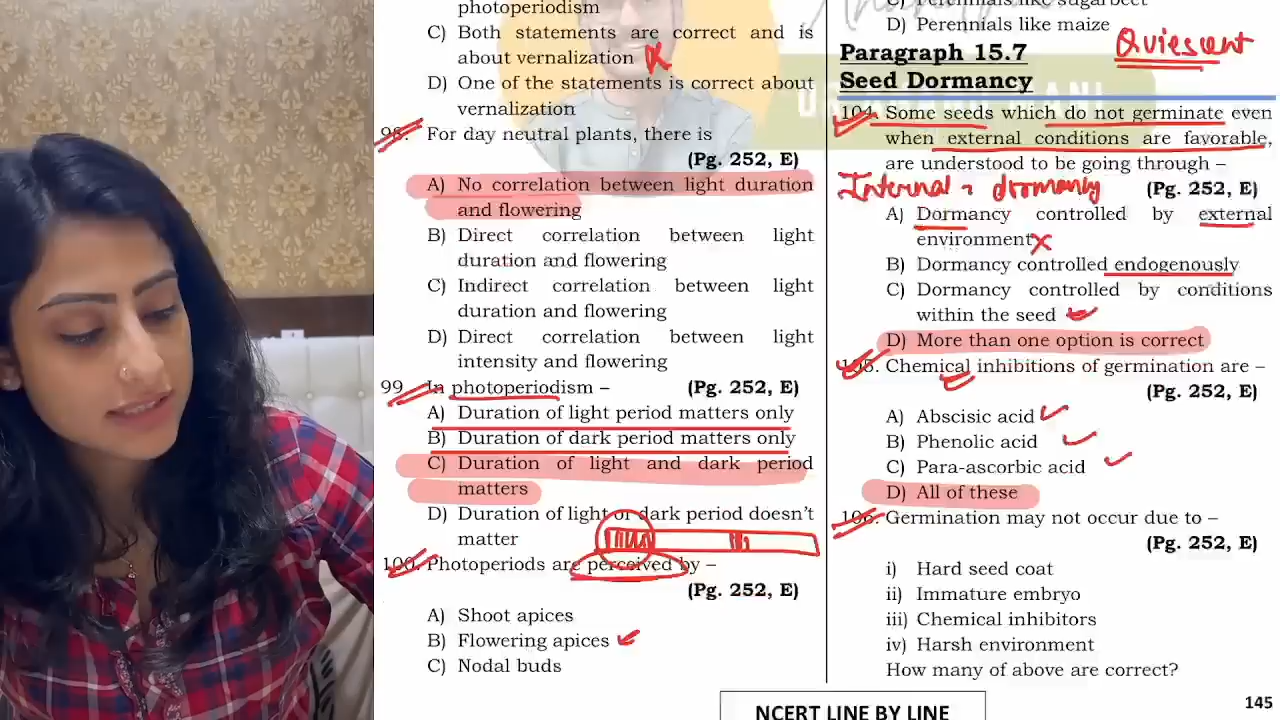 photoperiodism
C) Both statements are correct and is
about vernalization
D) One of the statements is correct about
vernalization
98. For day neutral plants, there is
(Pg. 252, E)
A) No correlation between light duration
and flowering
B) Direct correlation between light
duration and flowering
C) Indirect correlation between light
duration and flowering
D) Direct correlation between light
intensity and flowering
99. In photoperiodism –
(Pg. 252, E)
A) Duration of light period matters only
B) Duration of dark period matters only
C) Duration of light and dark period
matters
D) Duration of light or dark period doesn't
matter
100. Photoperiods are perceived by –
(Pg. 252, E)
A) Shoot apices
B) Flowering apices
C) Nodal buds
C) Perennials like sugarbeet
D) Perennials like maize
Paragraph 15.7
Quiescent
Seed Dormancy
104. Some seeds which do not germinate even
when external conditions are favorable,
are understood to be going through –
Internal dormancy
(Pg. 252, E)
A) Dormancy controlled by external
environment
B) Dormancy controlled endogenously
C) Dormancy controlled by conditions
within the seed
D) More than one option is correct
105. Chemical inhibitions of germination are –
(Pg. 252, E)
A) Abscisic acid
B) Phenolic acid
C) Para-ascorbic acid
D) All of these
106. Germination may not occur due to –
(Pg. 252, E)
i) Hard seed coat
ii) Immature embryo
iii) Chemical inhibitors
iv) Harsh environment
How many of above are correct?
145
NCERT LINE BY LINE